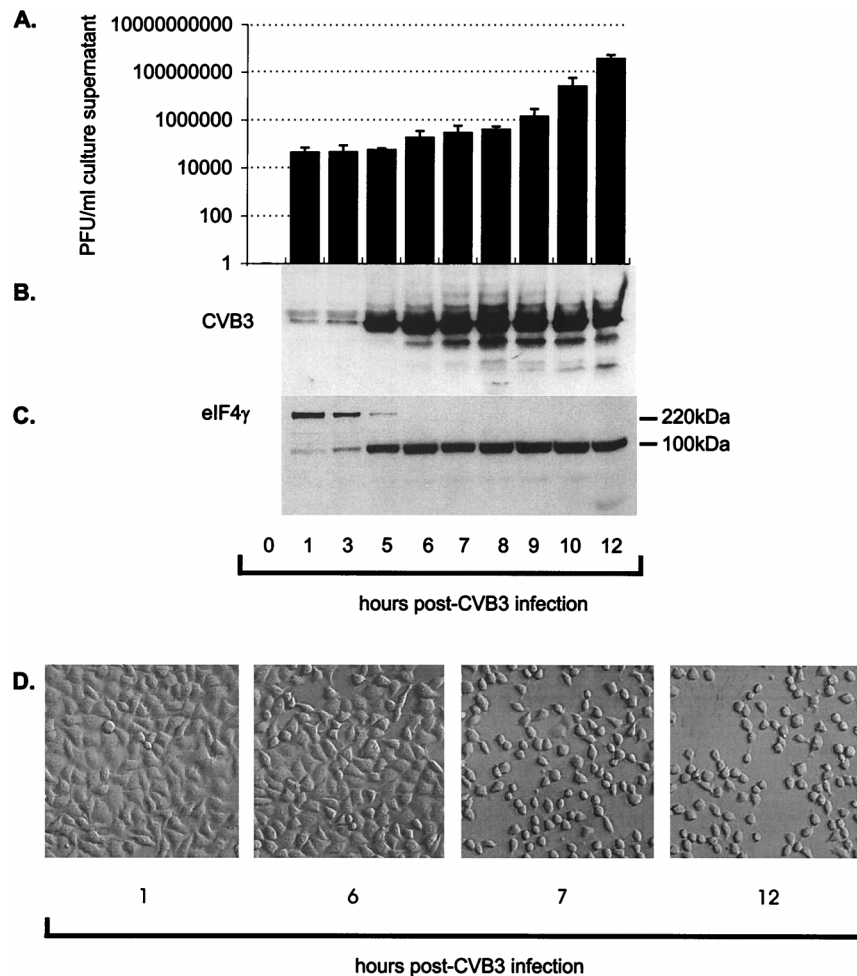 A.
PFU/ml culture supernatant
10000000000
100000000
1000000
10000
100
1
B.
CVB3
C.
eIF4γ
220kDa
100kDa
0 1 3 5 6 7 8 9 10 12
hours post-CVB3 infection
D.
1 6 7 12
hours post-CVB3 infection